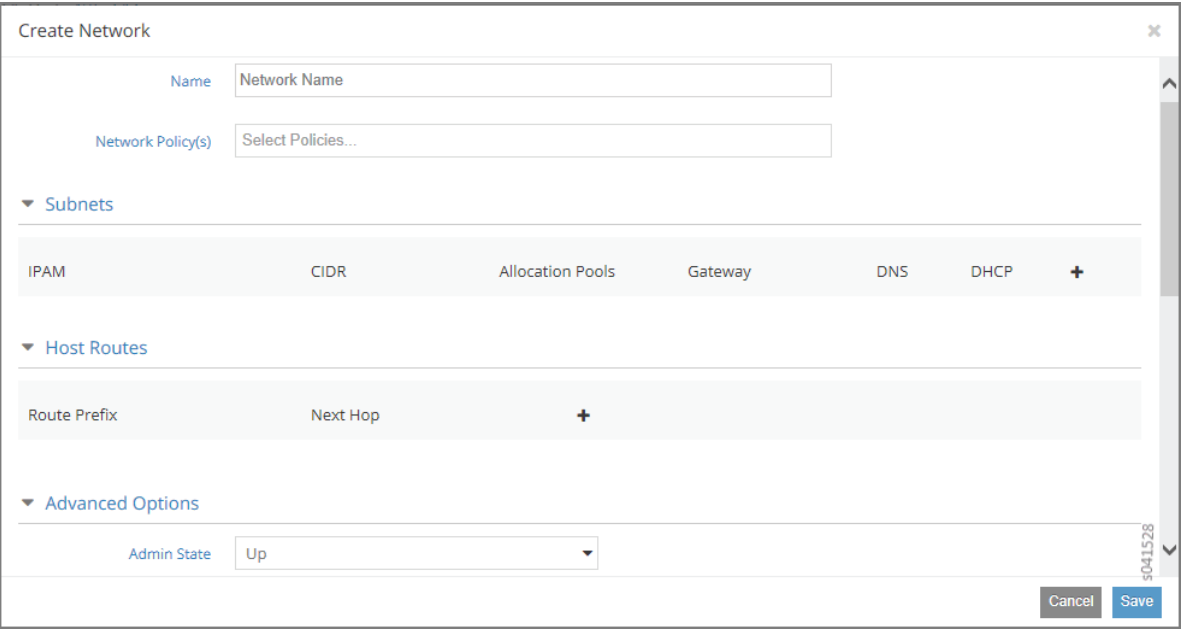 Create Network
Name Network Name
Network Policy(s) Select Policies...
Subnets
IPAM CIDR Allocation Pools Gateway DNS DHCP
Host Routes
Route Prefix Next Hop
Advanced Options
Admin State Up
s041528
Cancel Save